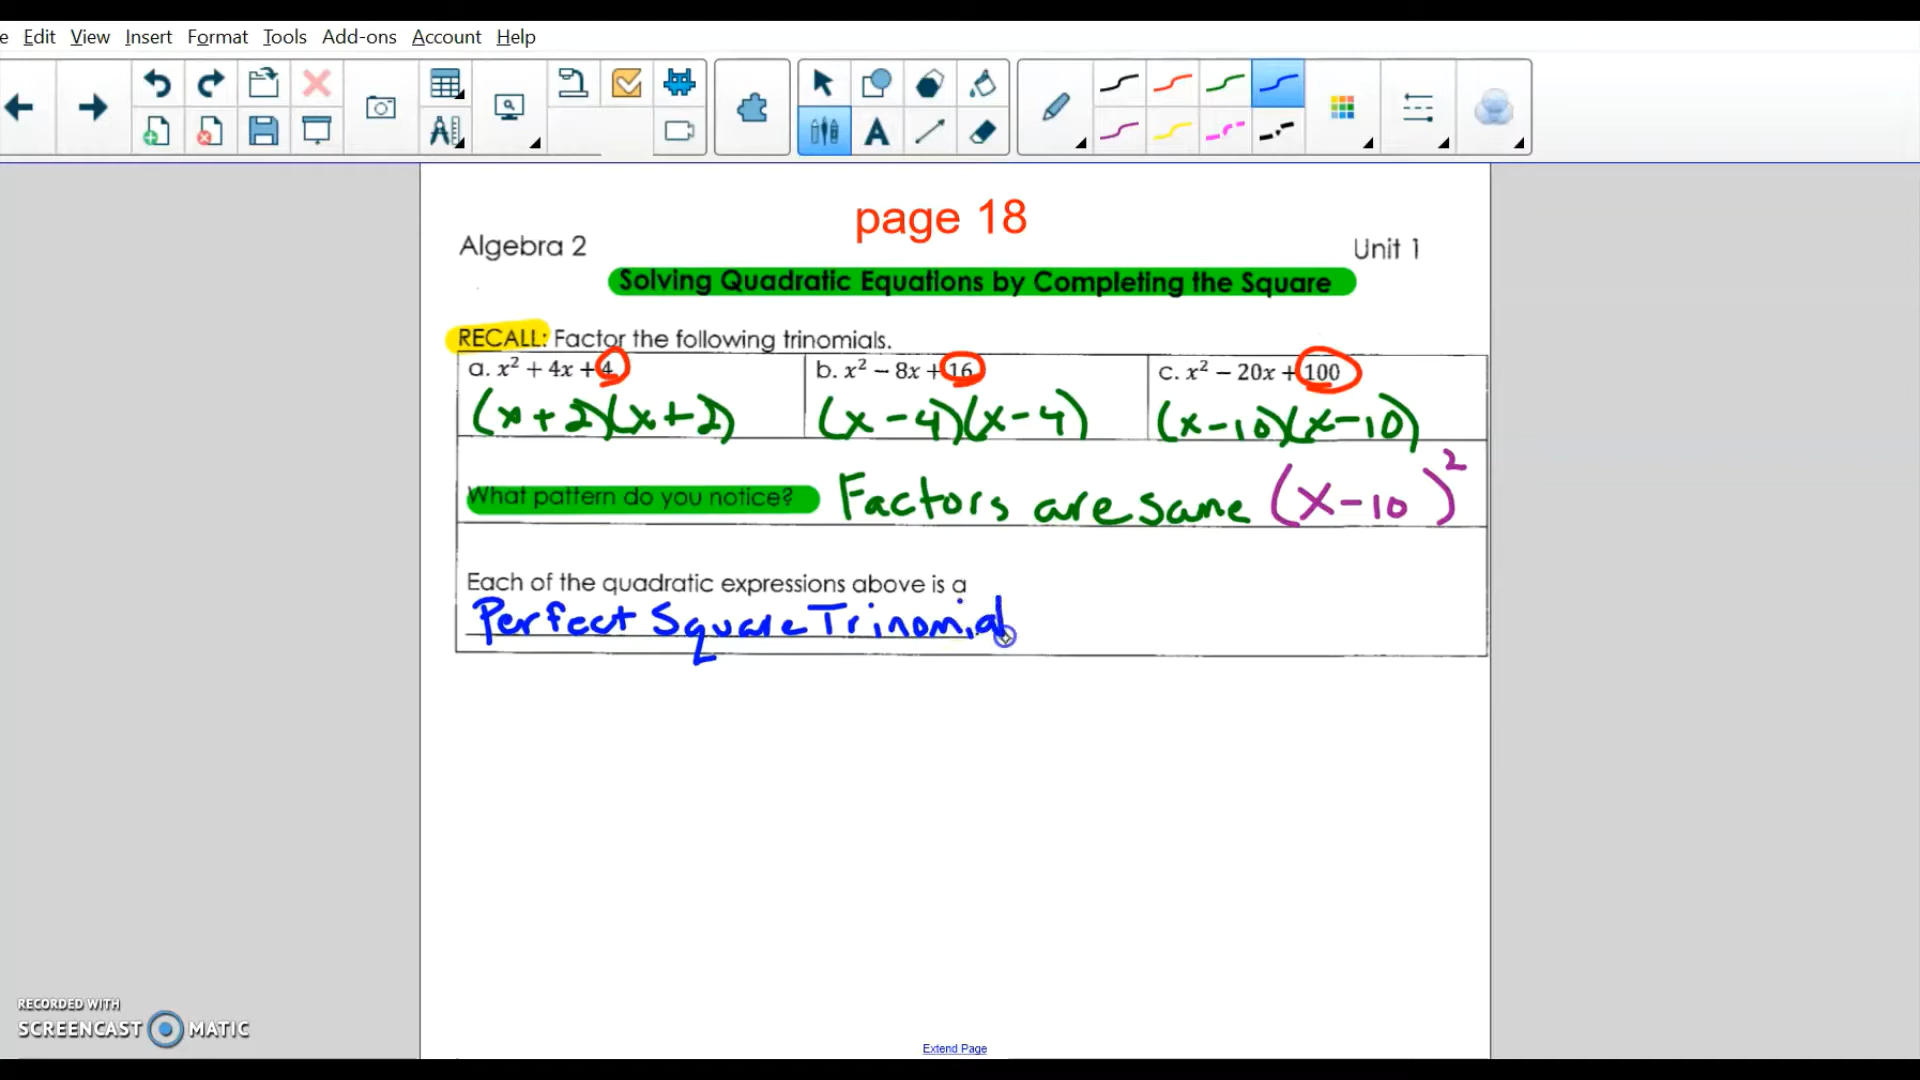 e Edit View Insert Format Tools Add-ons Account Help
page 18
Algebra 2 Unit 1
Solving Quadratic Equations by Completing the Square
RECALL: Factor the following trinomials.
a. x² + 4x + 4 b. x² − 8x + 16 c. x² − 20x + 100
(x+2)(x+2) (x-4)(x-4) (x-10)(x-10)
What pattern do you notice? Factors are same (x-10)²
Each of the quadratic expressions above is a
Perfect Square Trinomial
RECORDED WITH
SCREENCAST MATIC
Extend Page